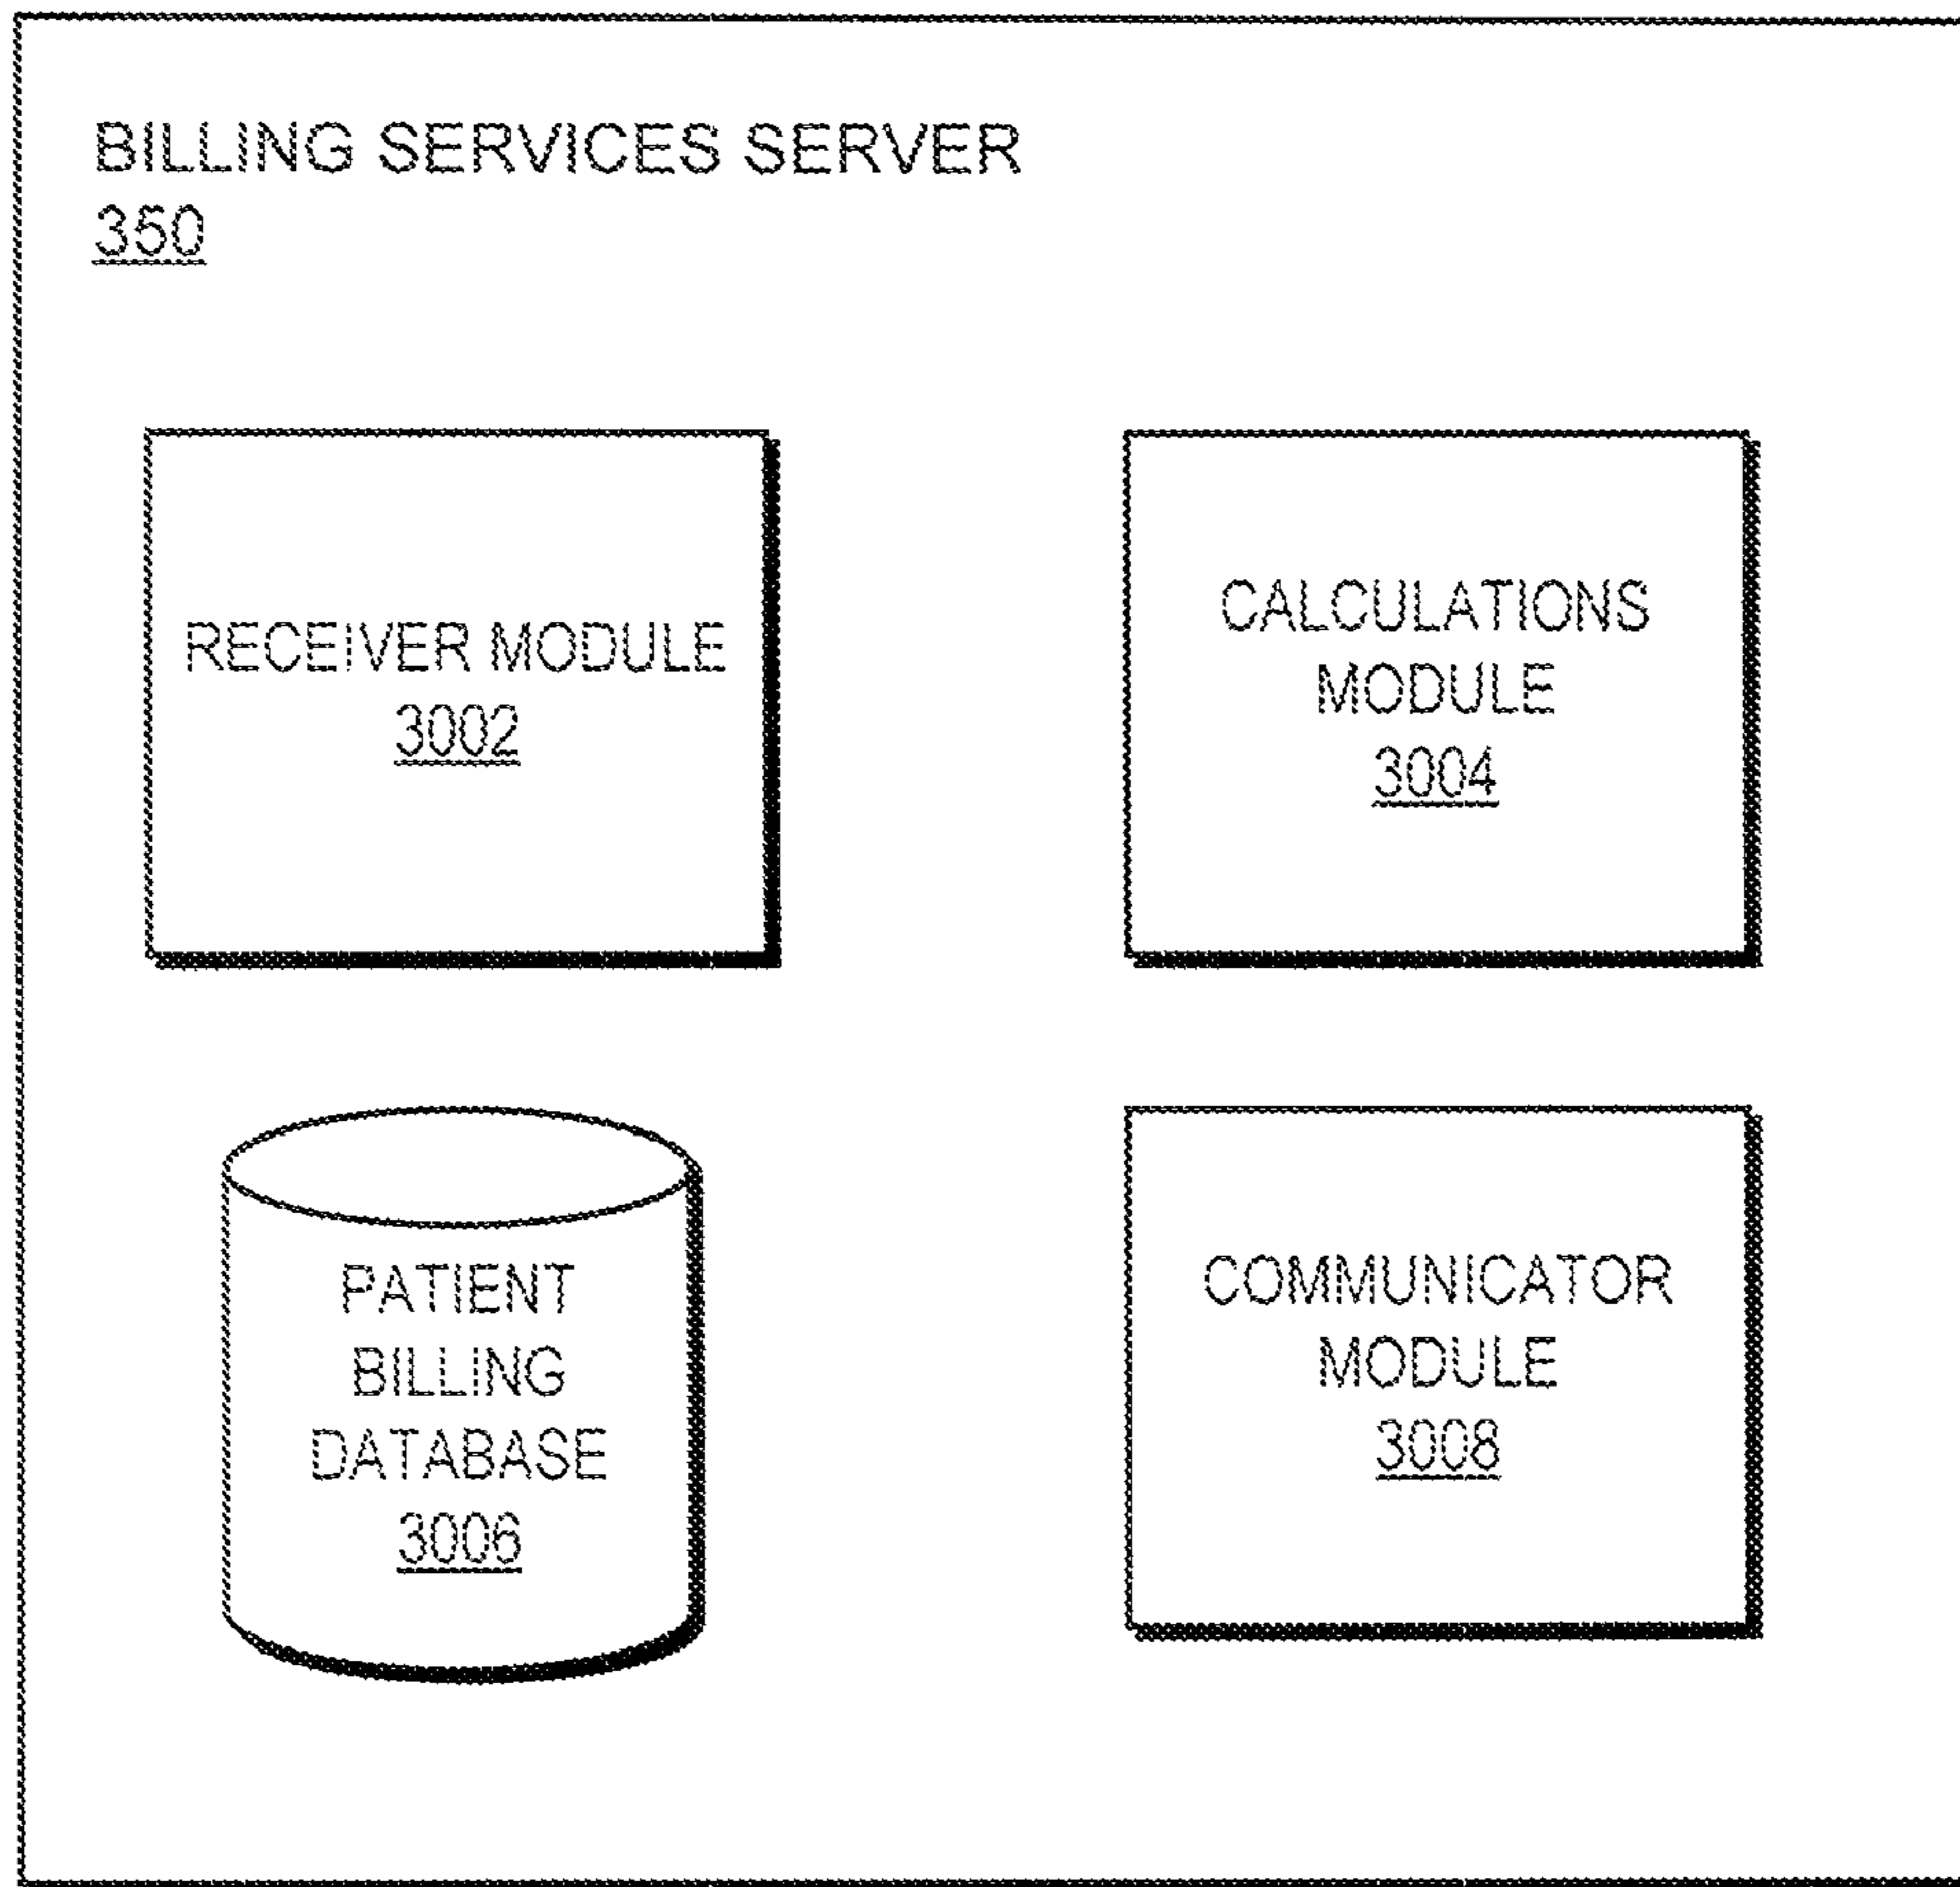 BILLING SERVICES SERVER
350
RECEIVER MODULE
3002
CALCULATIONS
MODULE
3004
PATIENT
BILLING
DATABASE
3006
COMMUNICATOR
MODULE
3008